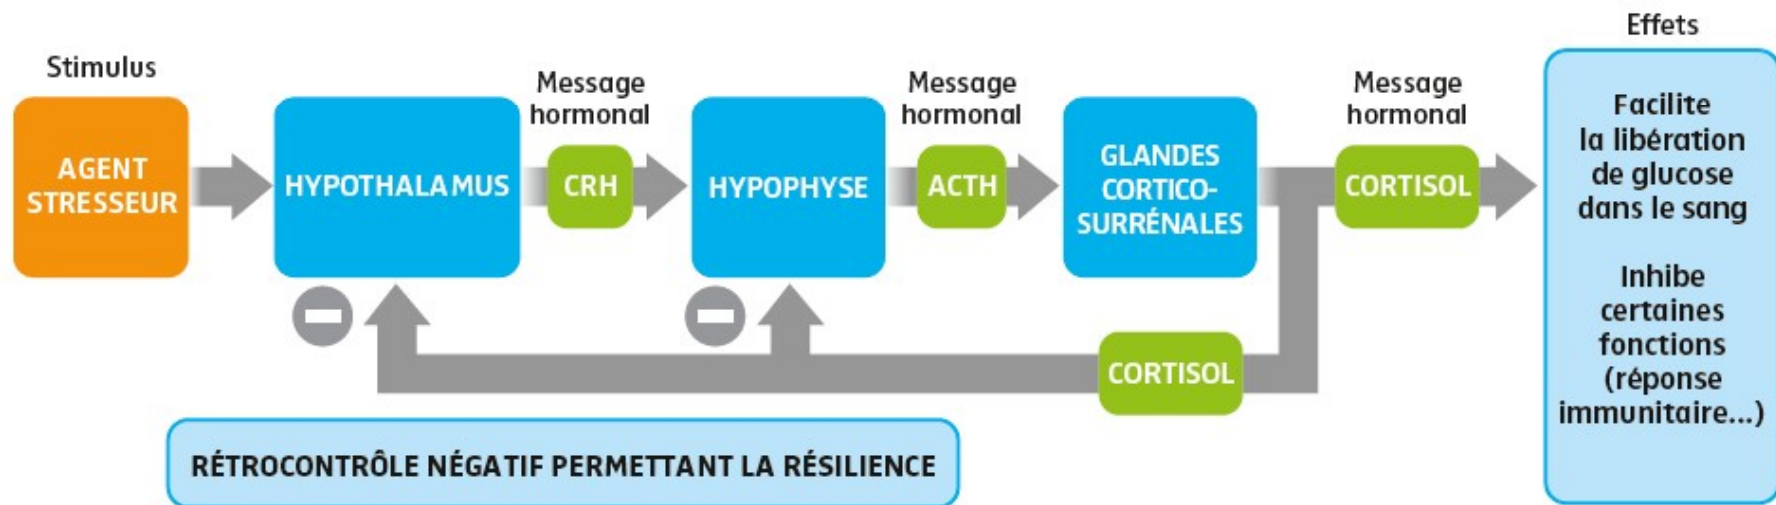 Stimulus
AGENT
STRESSEUR
HYPOTHALAMUS
Message
hormonal
CRH
HYPOPHYSE
Message
hormonal
ACTH
GLANDES
CORTICO-
SURRÉNALES
Message
hormonal
CORTISOL
Effets
Facilite
la libération
de glucose
dans le sang
Inhibe
certaines
fonctions
(réponse
immunitaire...)
CORTISOL
RÉTROCONTRÔLE NÉGATIF PERMETTANT LA RÉSILIENCE